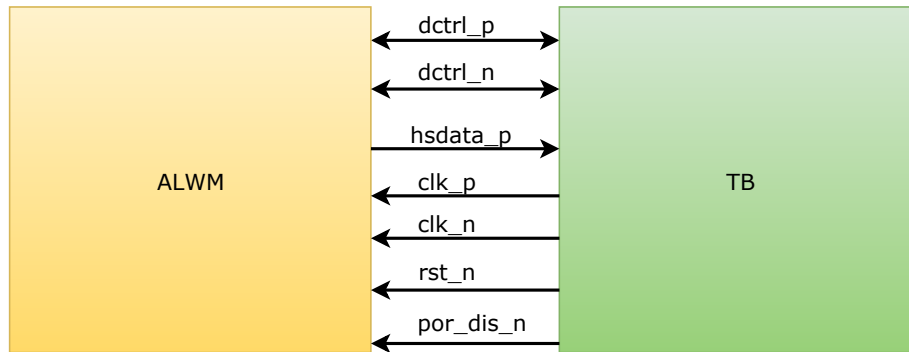 dctrl_p
dctrl_n
hsdata_p
ALWM
clk_p
TB
clk_n
rst_n
por_dis_n